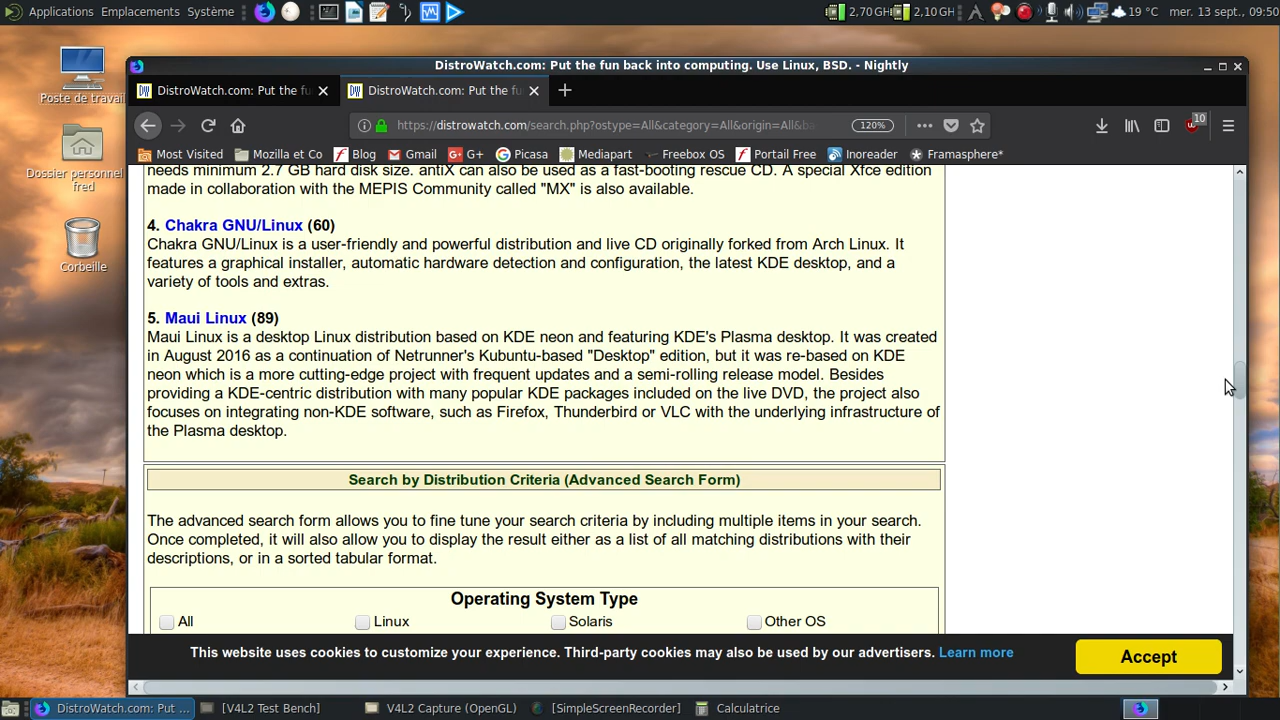 Applications Emplacements Système 2,70 GH 2,10 GH 19 °C mer. 13 sept., 09:50
Poste de travail
Dossier personnel
fred
Corbeille
DistroWatch.com: Put the fun back into computing. Use Linux, BSD. - Nightly
DistroWatch.com: Put the fu DistroWatch.com: Put the fu
https://distrowatch.com/search.php?ostype=All&category=All&origin=All&ba 120% 10
Most Visited Mozilla et Co Blog Gmail G+ Picasa Mediapart Freebox OS Portail Free Inoreader Framasphere*
needs minimum 2.7 GB hard disk size. antiX can also be used as a fast-booting rescue CD. A special Xfce edition
made in collaboration with the MEPIS Community called "MX" is also available.
4. Chakra GNU/Linux (60)
Chakra GNU/Linux is a user-friendly and powerful distribution and live CD originally forked from Arch Linux. It
features a graphical installer, automatic hardware detection and configuration, the latest KDE desktop, and a
variety of tools and extras.
5. Maui Linux (89)
Maui Linux is a desktop Linux distribution based on KDE neon and featuring KDE's Plasma desktop. It was created
in August 2016 as a continuation of Netrunner's Kubuntu-based "Desktop" edition, but it was re-based on KDE
neon which is a more cutting-edge project with frequent updates and a semi-rolling release model. Besides
providing a KDE-centric distribution with many popular KDE packages included on the live DVD, the project also
focuses on integrating non-KDE software, such as Firefox, Thunderbird or VLC with the underlying infrastructure of
the Plasma desktop.
Search by Distribution Criteria (Advanced Search Form)
The advanced search form allows you to fine tune your search criteria by including multiple items in your search.
Once completed, it will also allow you to display the result either as a list of all matching distributions with their
descriptions, or in a sorted tabular format.
Operating System Type
All Linux Solaris Other OS
This website uses cookies to customize your experience. Third-party cookies may also be used by our advertisers. Learn more Accept
DistroWatch.com: Put ... [V4L2 Test Bench] V4L2 Capture (OpenGL) [SimpleScreenRecorder] Calculatrice